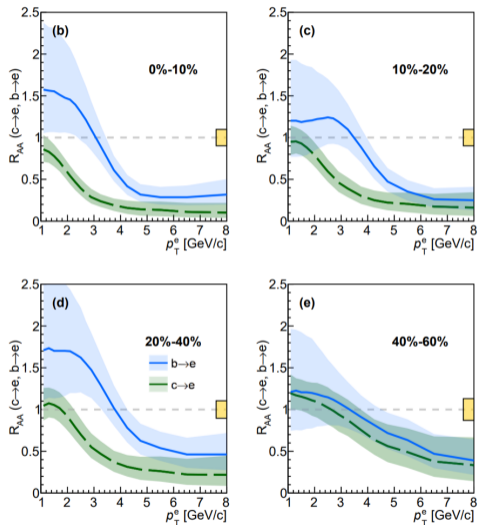 2.5
(b)
2
0%-10%
1.5
R_AA (c→e, b→e)
1
0.5
0
1 2 3 4 5 6 7 8
p_T^e [GeV/c]
2.5
(c)
2
10%-20%
1.5
R_AA (c→e, b→e)
1
0.5
0
1 2 3 4 5 6 7 8
p_T^e [GeV/c]
2.5
(d)
2
20%-40%
b→e
c→e
1.5
R_AA (c→e, b→e)
1
0.5
0
1 2 3 4 5 6 7 8
p_T^e [GeV/c]
2.5
(e)
2
40%-60%
1.5
R_AA (c→e, b→e)
1
0.5
0
1 2 3 4 5 6 7 8
p_T^e [GeV/c]